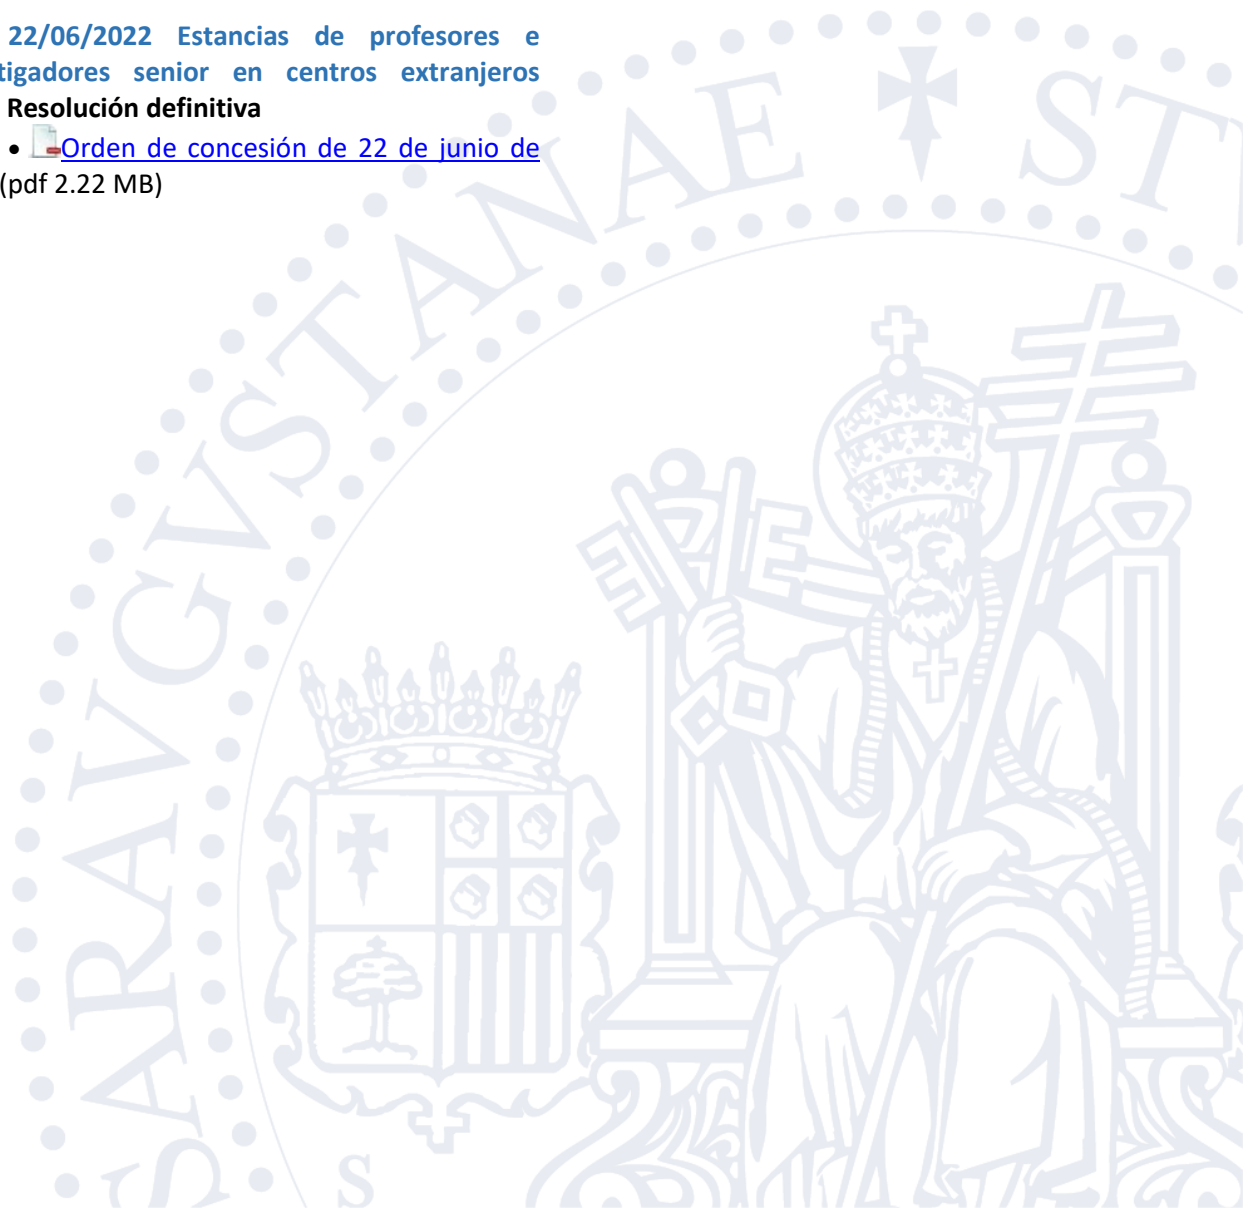 22/06/2022 Estancias de profesores e
tigadores senior en centros extranjeros
Resolución definitiva
• Orden de concesión de 22 de junio de
(pdf 2.22 MB)
SARAVGVSTANAE ST
S